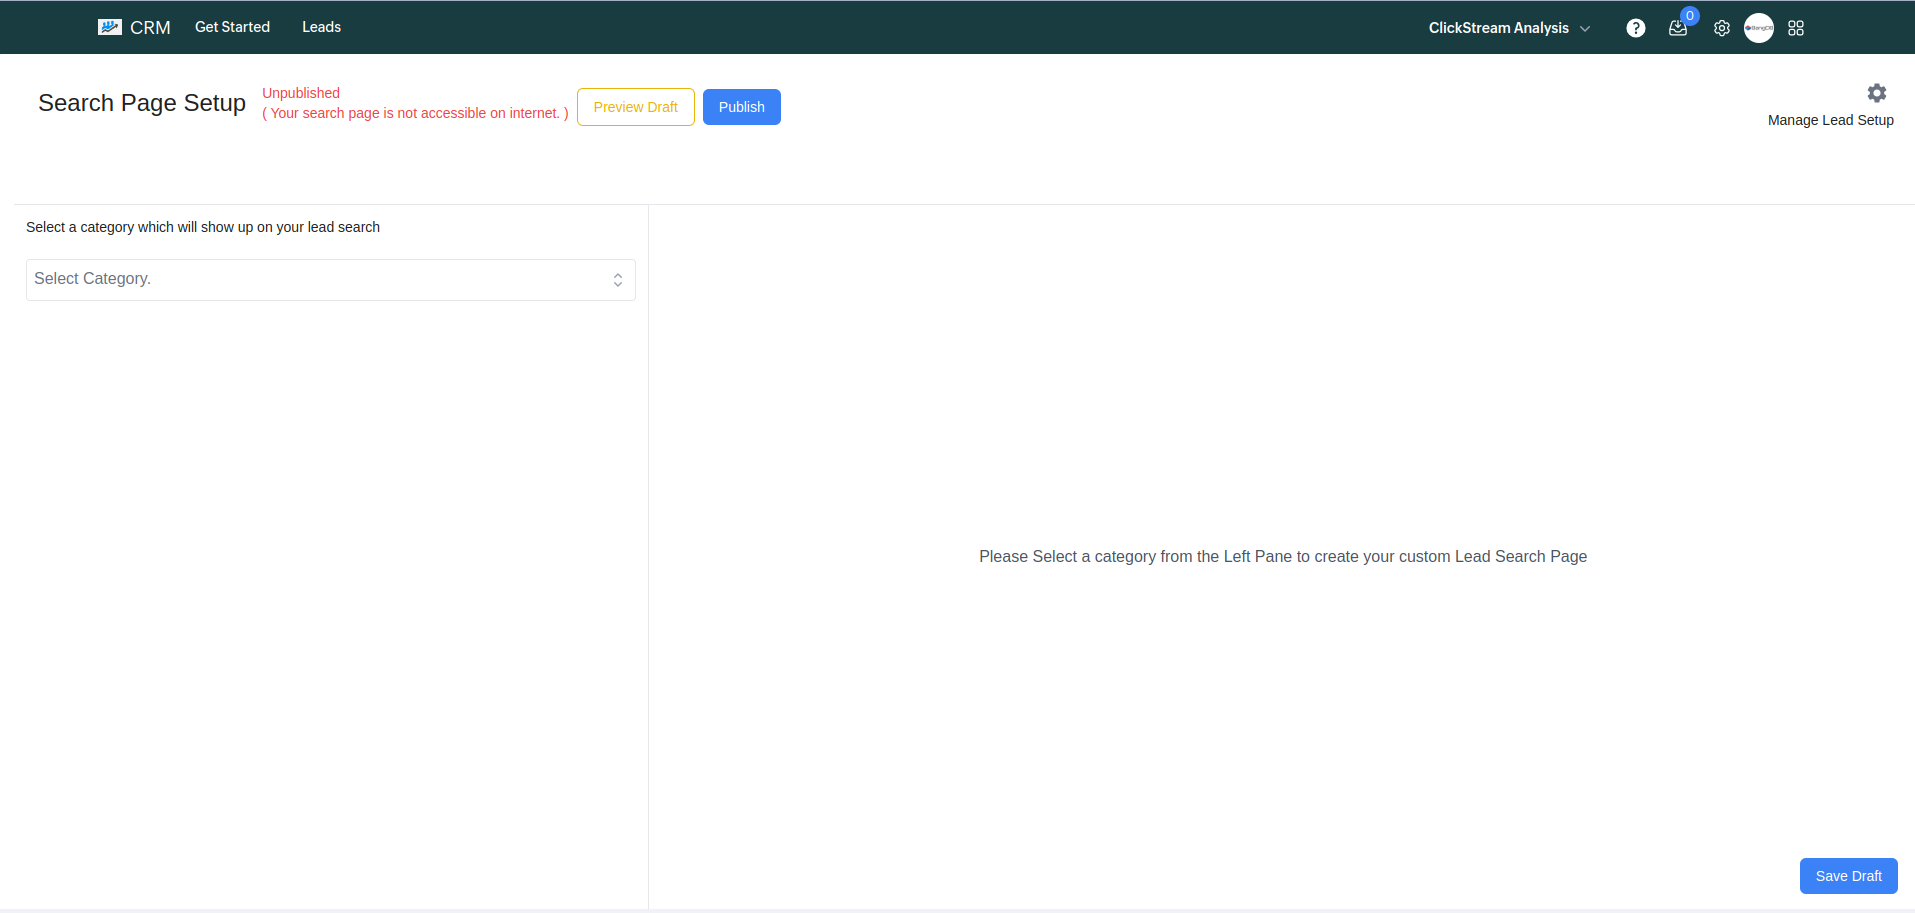 CRM Get Started Leads ClickStream Analysis ? 0 BangDB
Search Page Setup
Unpublished
( Your search page is not accessible on internet. )
Preview Draft Publish
Manage Lead Setup
Select a category which will show up on your lead search
Select Category.
Please Select a category from the Left Pane to create your custom Lead Search Page
Save Draft